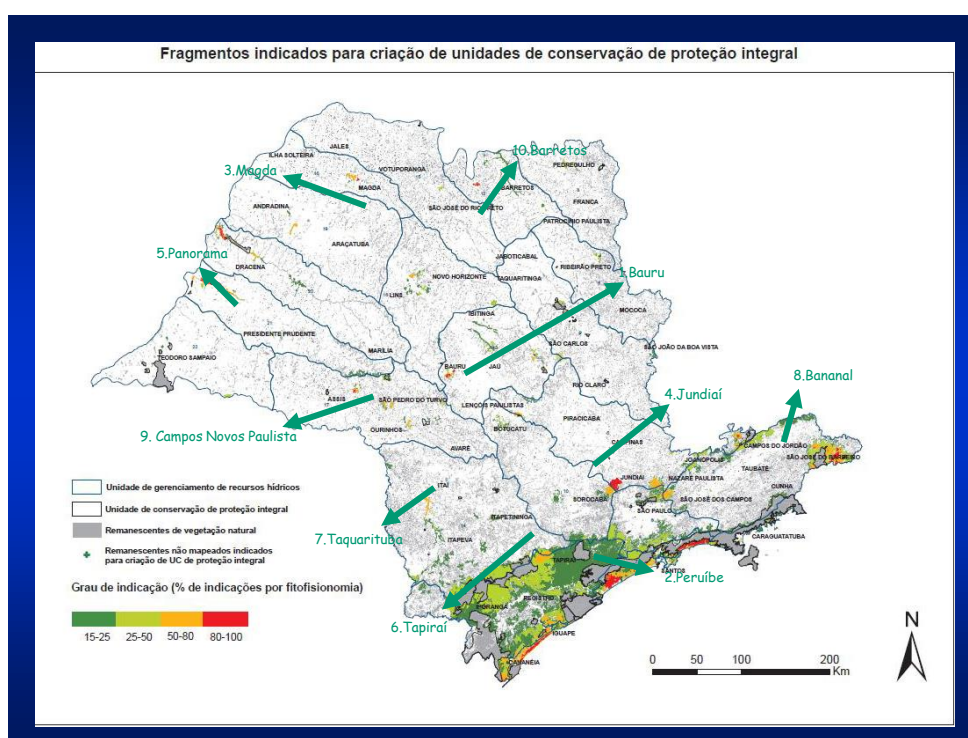 Fragmentos indicados para criação de unidades de conservação de proteção integral
JALES
ILHA SOLTEIRA
10.Barretos
PEDREGULHO
3.Magda
VOTUPORANGA
MAGDA
BARRETOS
ANDRADINA
SÃO JOSÉ DO RIO PRETO
FRANCA
PATROCÍNIO PAULISTA
ARAÇATUBA
5.Panorama
JABOTICABAL
DRACENA
NOVO HORIZONTE
TAQUARITINGA
RIBEIRÃO PRETO
1.Bauru
LINS
IBITINGA
MOCOCA
PRESIDENTE PRUDENTE
SÃO CARLOS
SÃO JOÃO DA BOA VISTA
MARÍLIA
TEODORO SAMPAIO
BAURU
JAÚ
8.Bananal
RIO CLARO
4.Jundiaí
ASSIS
SÃO PEDRO DO TURVO
LENÇOIS PAULISTAS
PIRACICABA
9. Campos Novos Paulista
OURINHOS
BOTUCATU
CAMPINAS
CAMPOS DO JORDÃO
AVARÉ
JOANÓPOLIS
SÃO JOSÉ DO BARREIRO
TAUBATÉ
ITAÍ
JUNDIAÍ
NAZARÉ PAULISTA
CUNHA
Unidade de gerenciamento de recursos hídricos
SOROCABA
SÃO JOSÉ DOS CAMPOS
Unidade de conservação de proteção integral
SÃO PAULO
ITAPETININGA
Remanescentes de vegetação natural
7.Taquarituba
ITAPEVA
CARAGUATATUBA
Remanescentes não mapeados indicados
para criação de UC de proteção integral
TAPIRAÍ
SANTOS
2.Peruíbe
Grau de indicação (% de indicações por fitofisionomia)
REGISTRO
6.Tapiraí
IGUAPE
15-25 25-50 50-80 80-100
CANANÉIA
N
0 50 100 200
Km